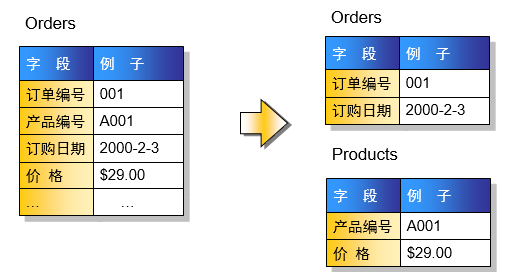 Orders
字 段 例 子
订单编号 001
产品编号 A001
订购日期 2000-2-3
价 格 $29.00
... ...
Orders
字 段 例 子
订单编号 001
订购日期 2000-2-3
Products
字 段 例 子
产品编号 A001
价 格 $29.00